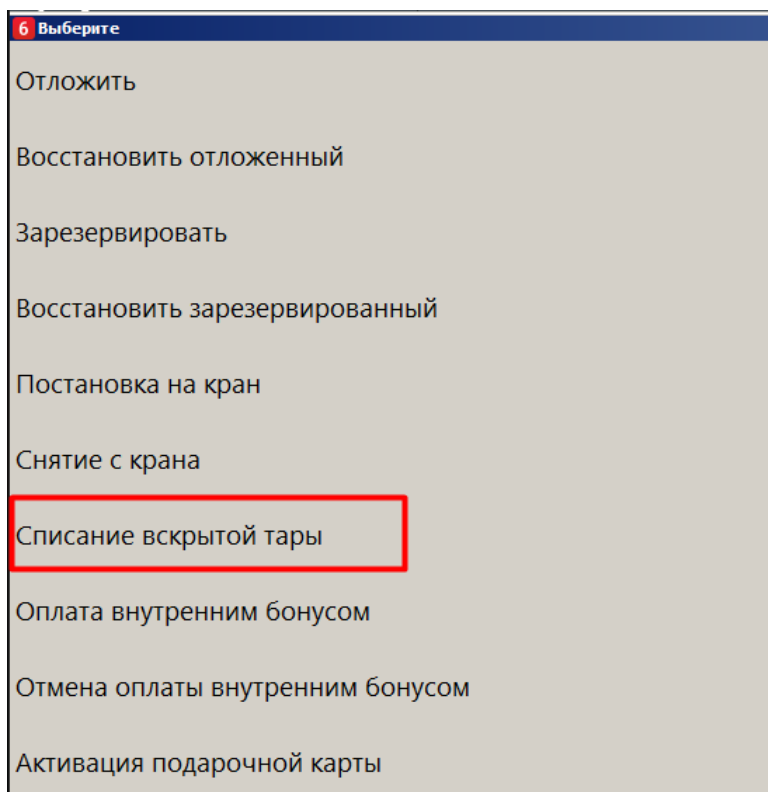 6 Выберите
Отложить
Восстановить отложенный
Зарезервировать
Восстановить зарезервированный
Постановка на кран
Снятие с крана
Списание вскрытой тары
Оплата внутренним бонусом
Отмена оплаты внутренним бонусом
Активация подарочной карты